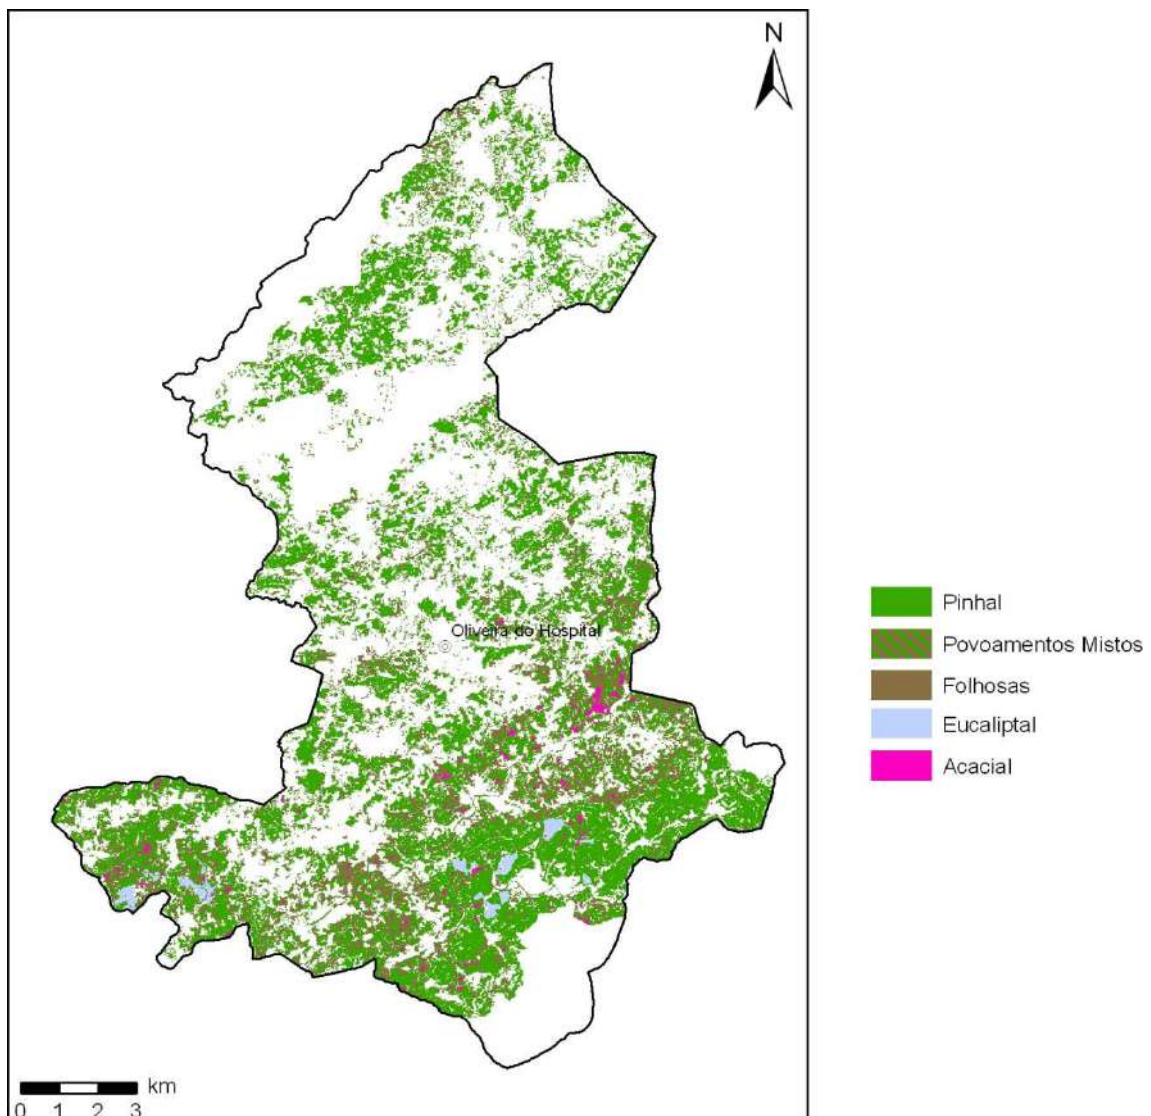 N
Oliveira do Hospital
Pinhal
Povoamentos Mistos
Folhosas
Eucaliptal
Acacial
km
0 1 2 3